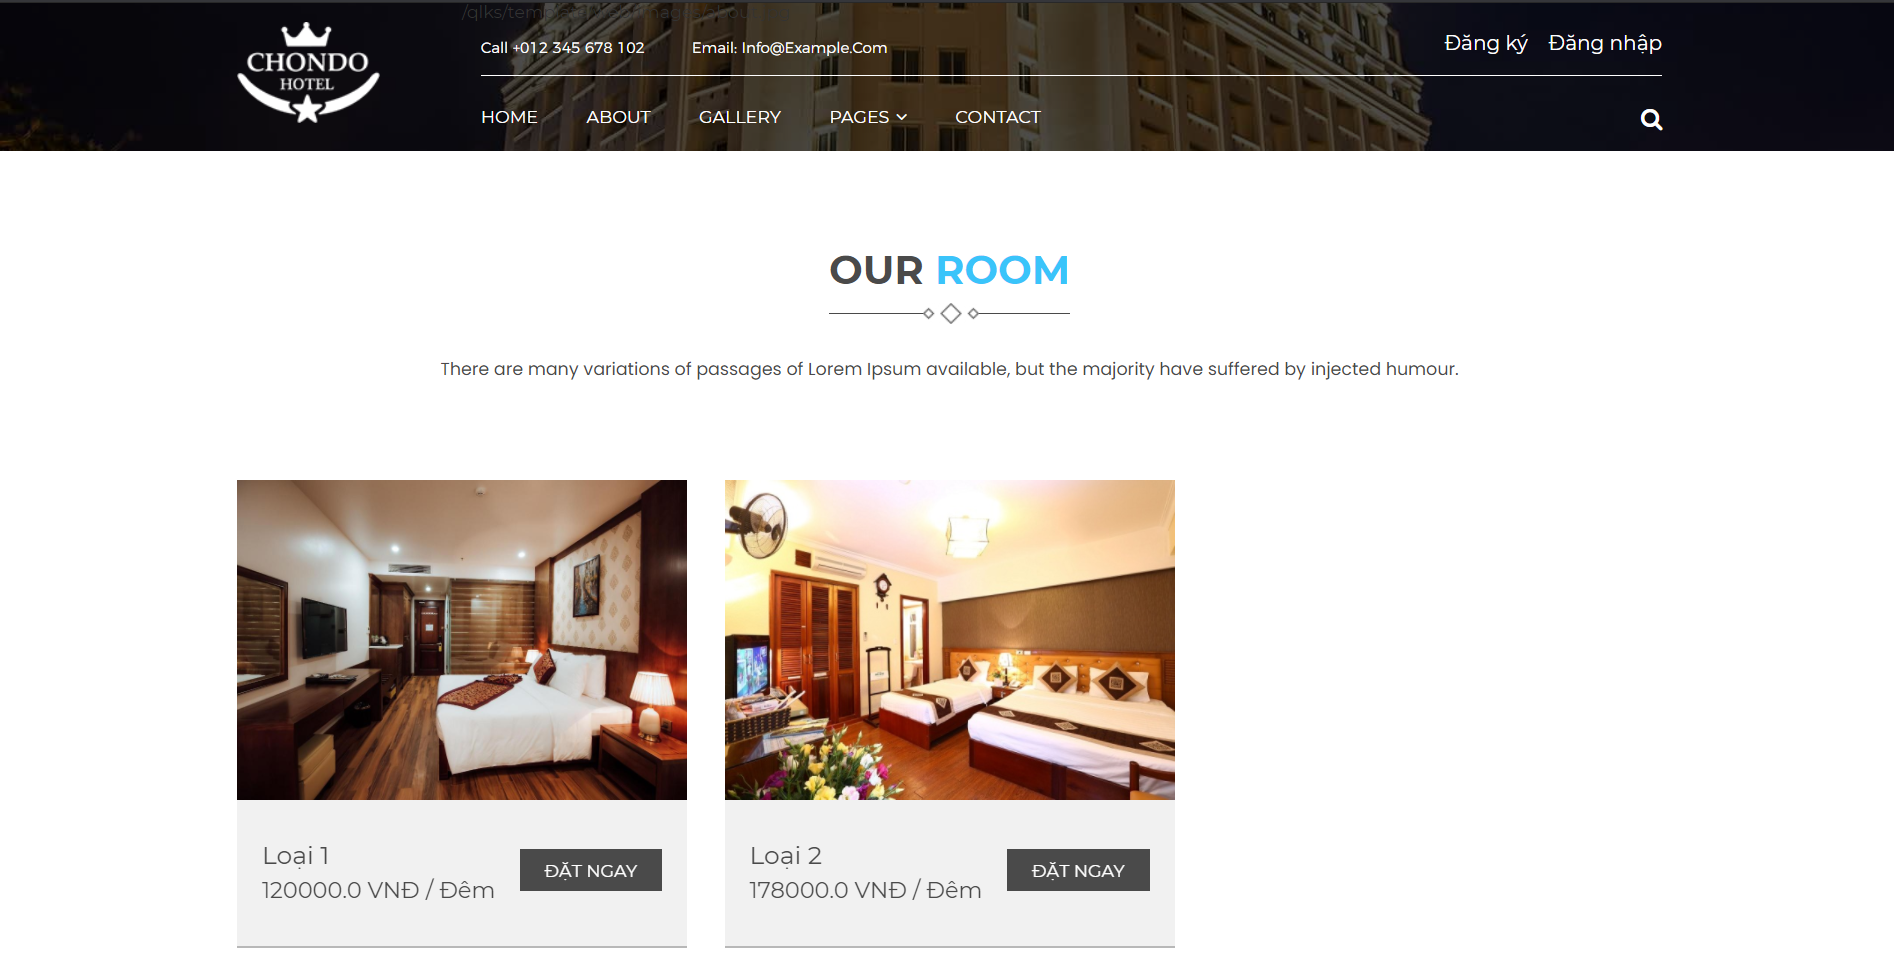 CHONDO
HOTEL
Call +012 345 678 102
Email: Info@Example.Com
Đăng ký
Đăng nhập
HOME
ABOUT
GALLERY
PAGES
CONTACT
OUR ROOM
There are many variations of passages of Lorem Ipsum available, but the majority have suffered by injected humour.
Loại 1
120000.0 VNĐ / Đêm
ĐẶT NGAY
Loại 2
178000.0 VNĐ / Đêm
ĐẶT NGAY